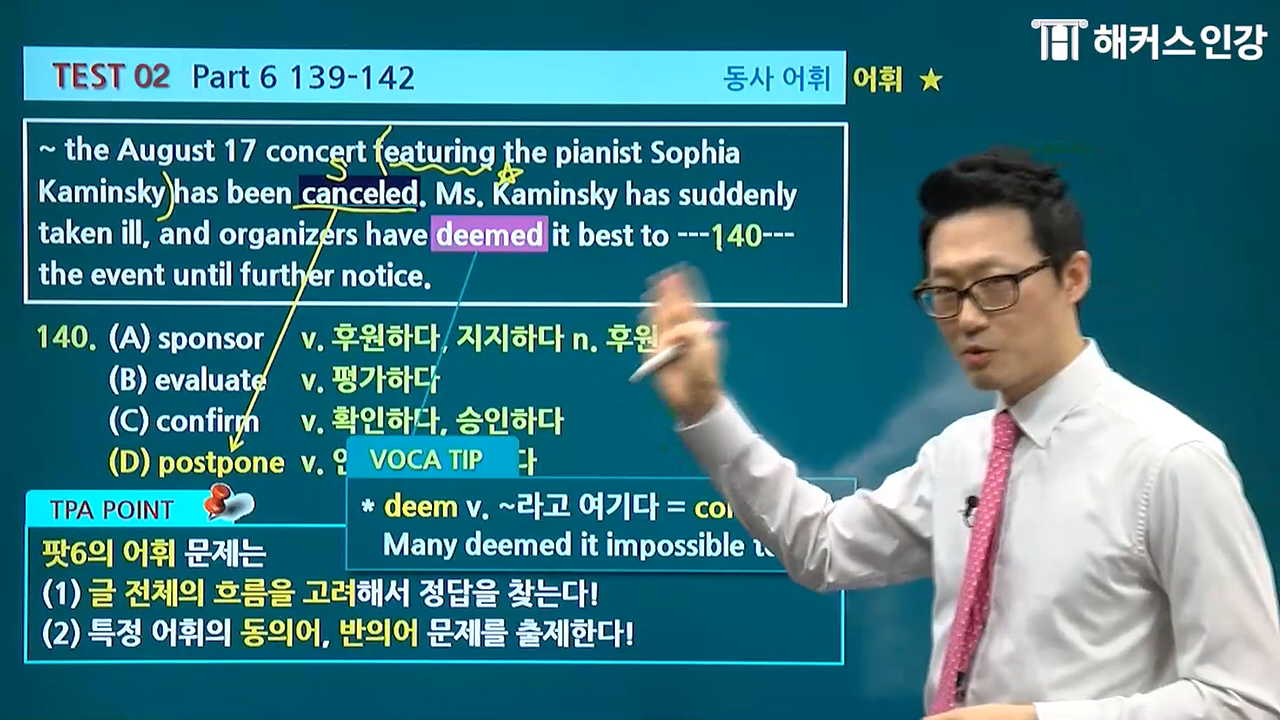 해커스인강
TEST 02 Part 6 139-142 동사 어휘 어휘 ★
~ the August 17 concert featuring the pianist Sophia
Kaminsky has been canceled. Ms. Kaminsky has suddenly
taken ill, and organizers have deemed it best to ---140---
the event until further notice.
S
140. (A) sponsor v. 후원하다, 지지하다 n. 후원
(B) evaluate v. 평가하다
(C) confirm v. 확인하다, 승인하다
(D) postpone v.
VOCA TIP
* deem v. ~라고 여기다 =
Many deemed it impossible
TPA POINT
팟6의 어휘 문제는
(1) 글 전체의 흐름을 고려해서 정답을 찾는다!
(2) 특정 어휘의 동의어, 반의어 문제를 출제한다!